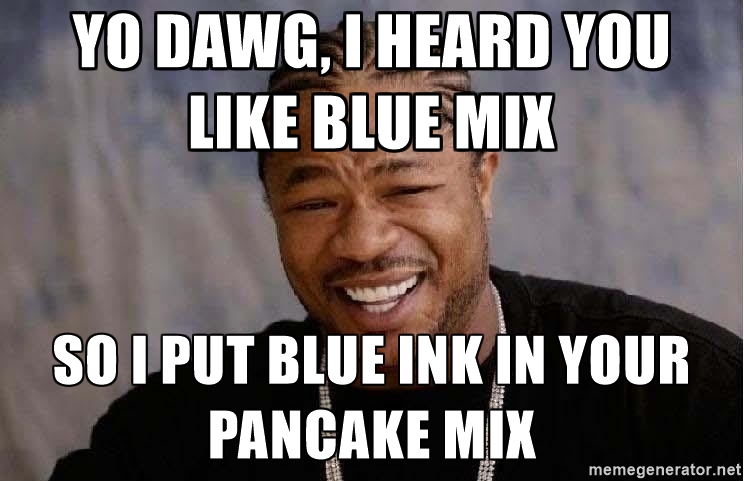 YO DAWG, I HEARD YOU
LIKE BLUE MIX
SO I PUT BLUE INK IN YOUR
PANCAKE MIX
memegenerator.net